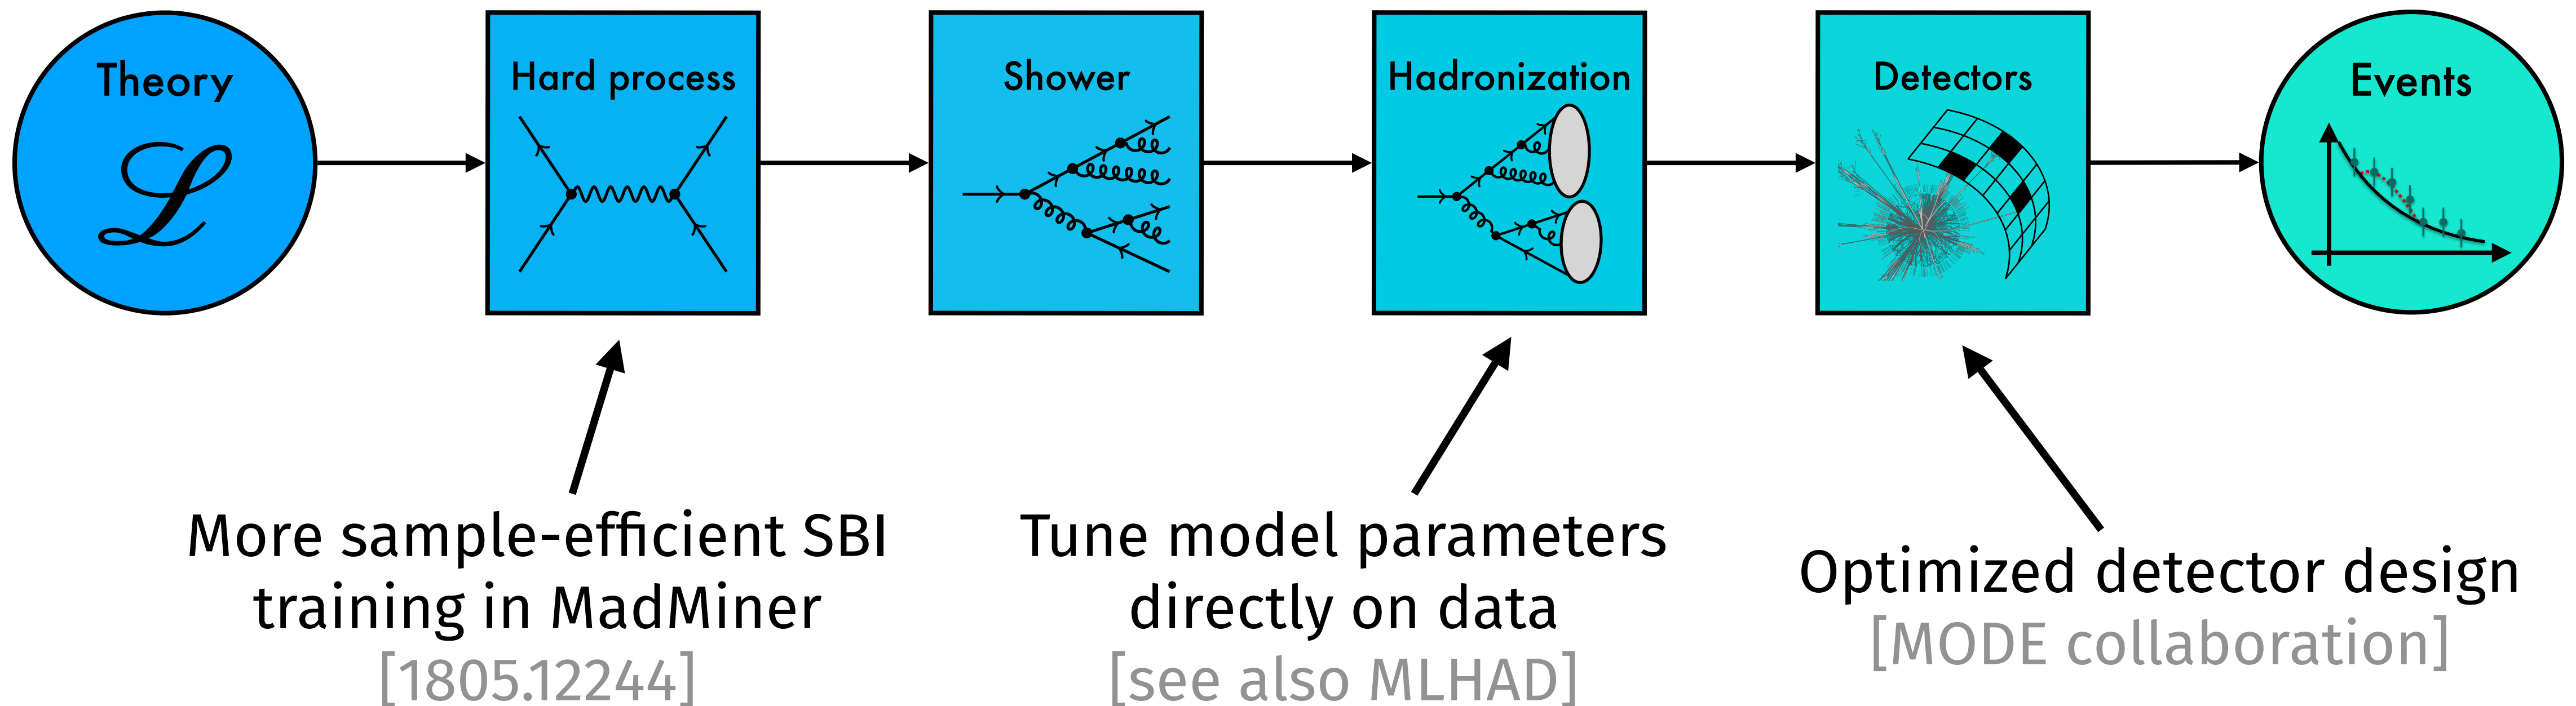 Theory
ℒ
Hard process
Shower
Hadronization
Detectors
Events
More sample-efficient SBI
training in MadMiner
[1805.12244]
Tune model parameters
directly on data
[see also MLHAD]
Optimized detector design
[MODE collaboration]